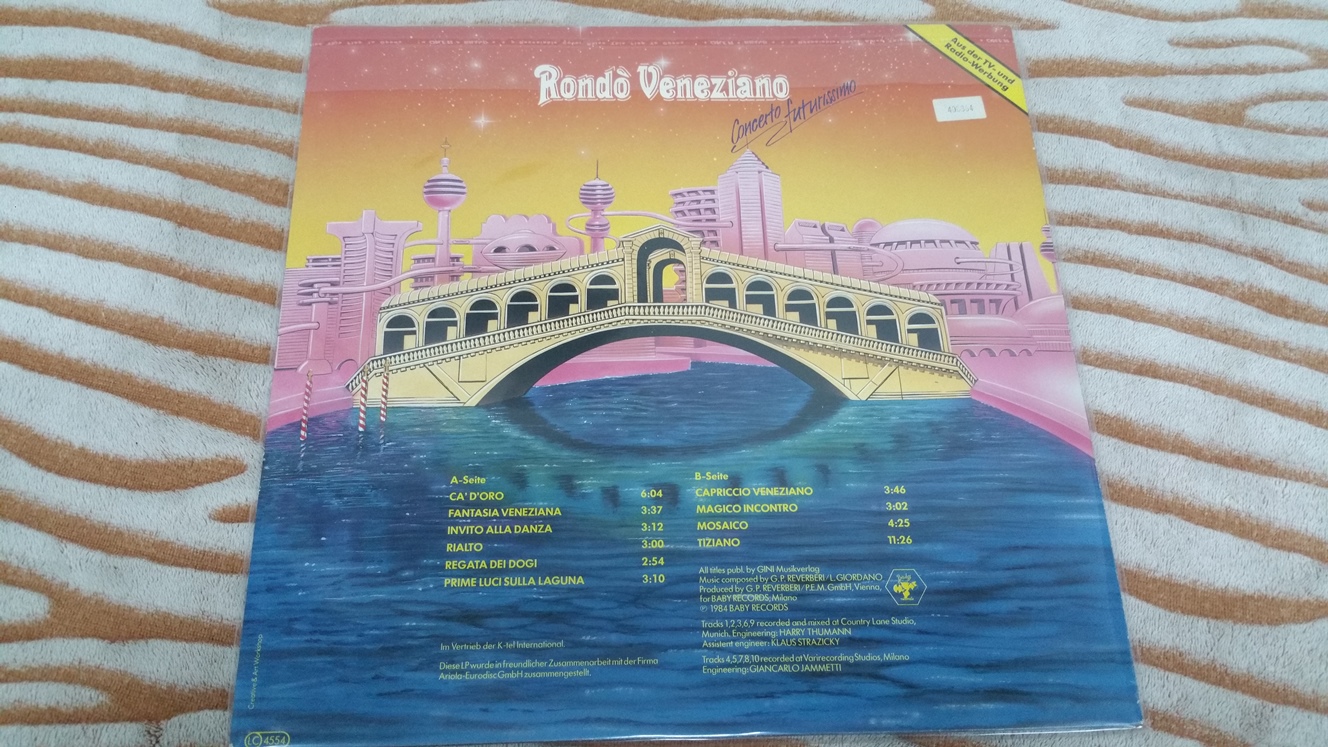 Aus der TV- und
Radio-Werbung
Rondò Veneziano
Concerto futurissimo
A-Seite
CA' D'ORO 6:04
FANTASIA VENEZIANA 3:37
INVITO ALLA DANZA 3:12
RIALTO 3:00
REGATA DEI DOGI 2:54
PRIME LUCI SULLA LAGUNA 3:10
B-Seite
CAPRICCIO VENEZIANO 3:46
MAGICO INCONTRO 3:02
MOSAICO 4:25
TIZIANO 11:26
All titles publ. by GINI Musikverlag
Music composed by G. P. REVERBERI/L. GIORDANO
Produced by G. P. REVERBERI/P.E.M. GmbH, Vienna,
for BABY RECORDS, Milano
℗ 1984 BABY RECORDS
Baby
Tracks 1,2,3,6,9 recorded and mixed at Country Lane Studio,
Munich. Engineering: HARRY THUMANN
Assistent engineer: KLAUS STRAZICKY
Tracks 4,5,7,8,10 recorded at Varirecording Studios, Milano
Engineering: GIANCARLO JAMMETTI
Im Vertrieb der K-tel International.
Diese LP wurde in freundlicher Zusammenarbeit mit der Firma
Ariola-Eurodisc GmbH zusammengestellt.
Creative & Art Workshop
LC 4554